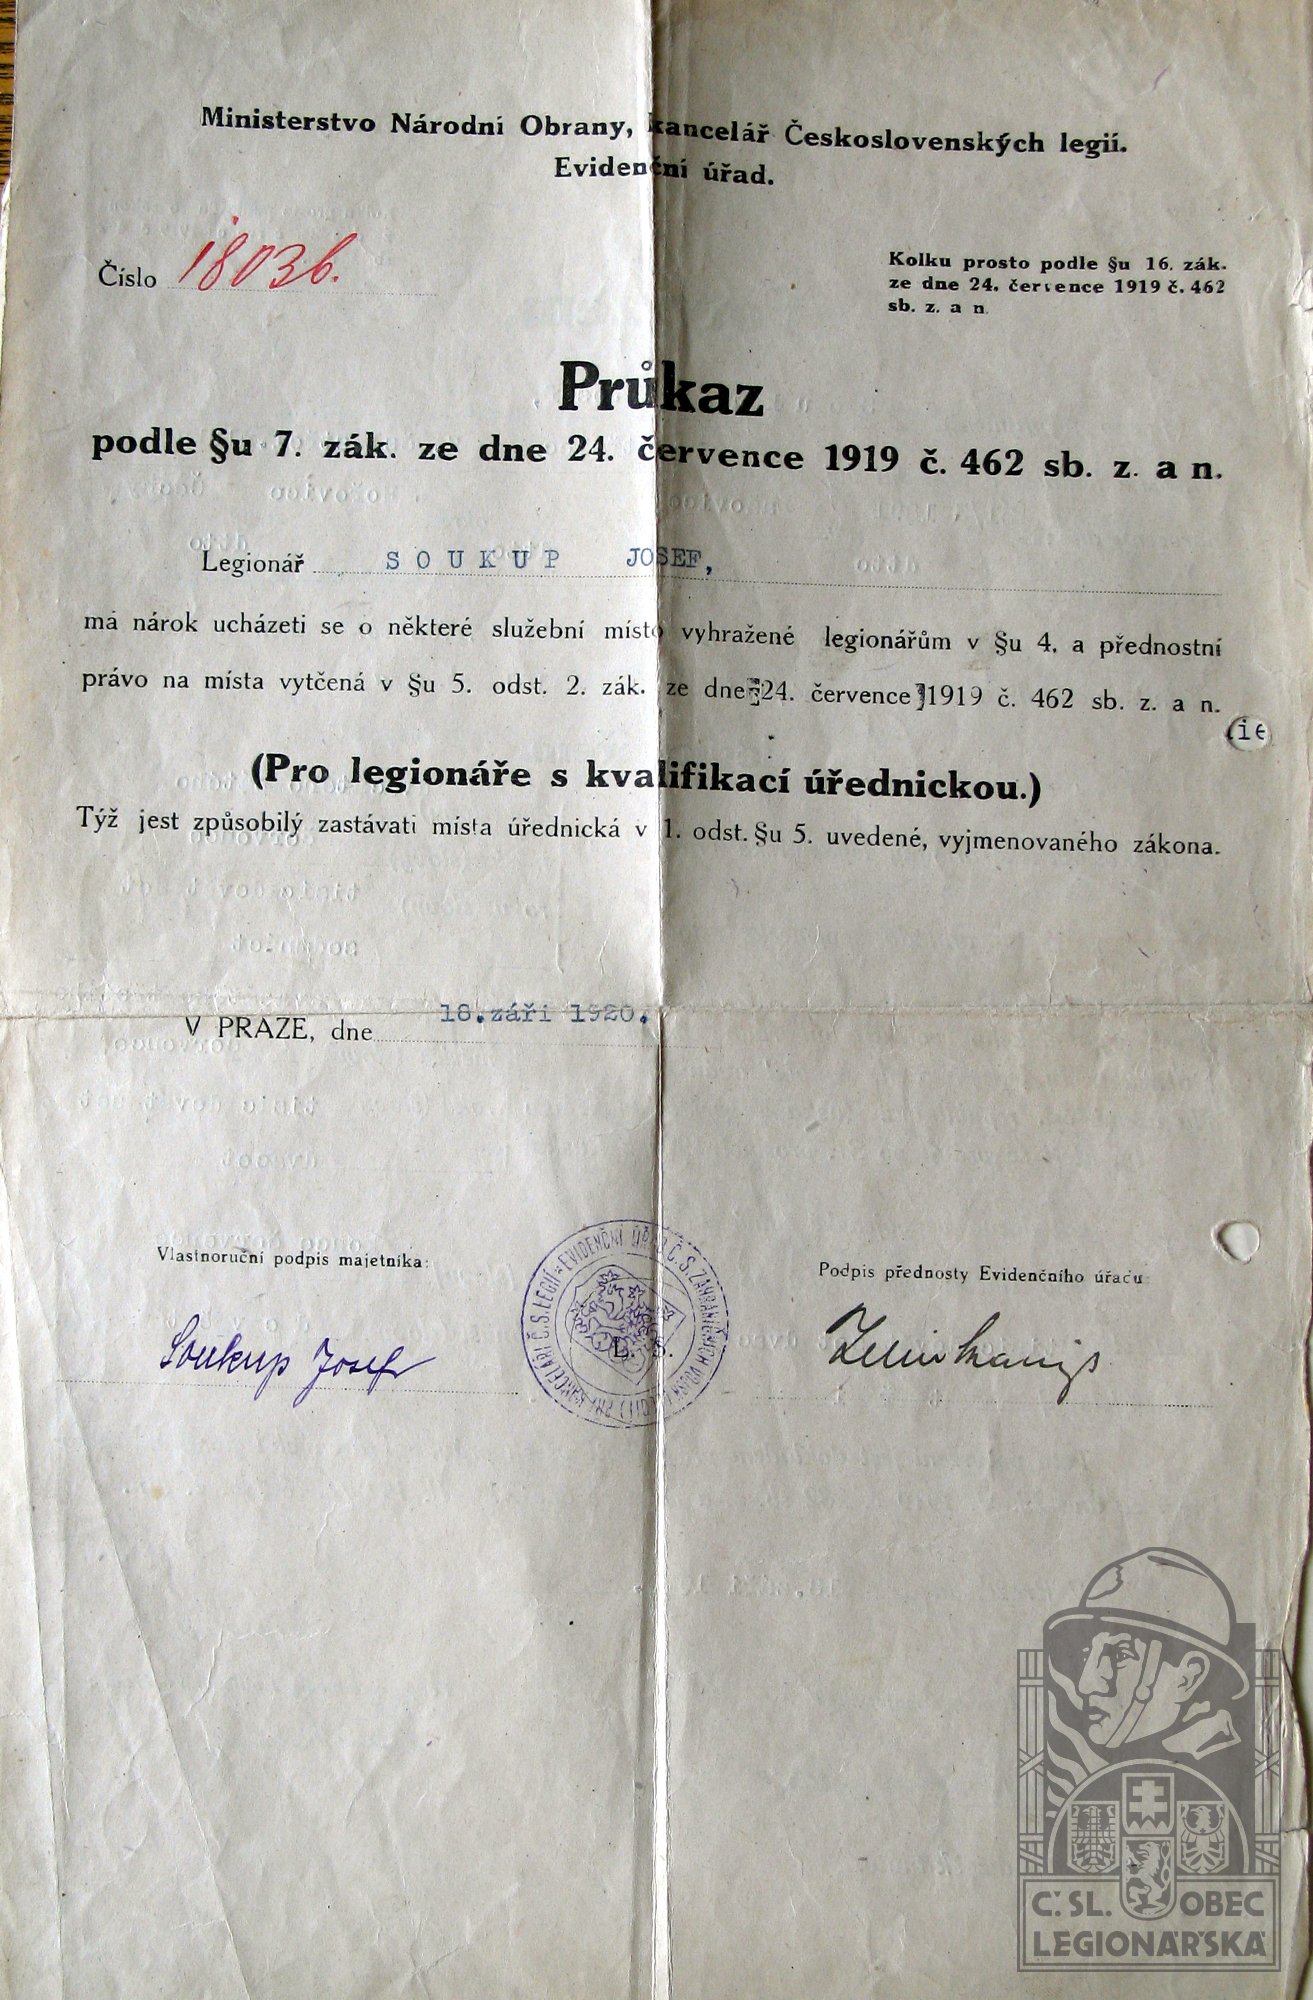 Ministerstvo Národní Obrany, kancelář Československých legií.
Evidenční úřad.
Číslo 18036.
Kolku prosto podle §u 16. zák.
ze dne 24. července 1919 č. 462
sb. z. a n.
Průkaz
podle §u 7. zák. ze dne 24. července 1919 č. 462 sb. z. a n.
Legionář SOUKUP JOSEF,
má nárok ucházeti se o některé služební místo vyhražené legionářům v §u 4. a přednostní
právo na místa vytčená v §u 5. odst. 2. zák. ze dne 24. července 1919 č. 462 sb. z. a n.
(Pro legionáře s kvalifikací úřednickou.)
Týž jest způsobilý zastávati místa úřednická v 1. odst. §u 5. uvedené, vyjmenovaného zákona.
V PRAZE, dne 18. září 1920.
Vlastnoruční podpis majetníka:
Podpis přednosty Evidenčního úřadu:
Soukup Josef
L. S.
EVIDENČNÍ ÚŘAD Č.S. ZAHRANIČNÍCH
KANCELÁŘI Č.S. LEGIÍ
Č. SL. OBEC
LEGIONÁŘSKÁ